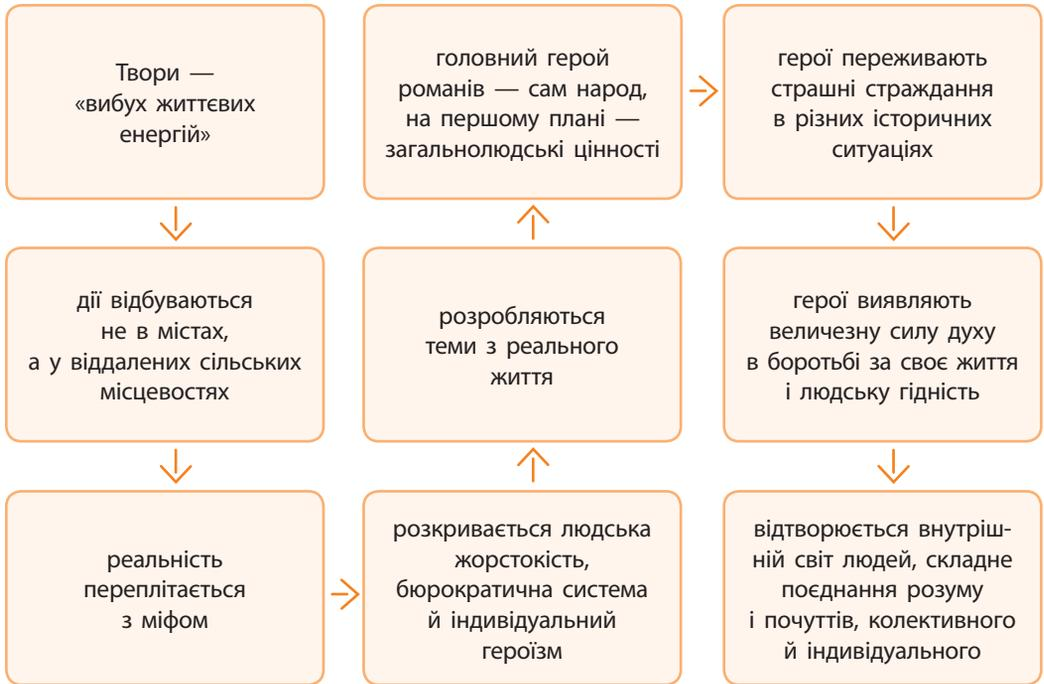 Твори —
«вибух життєвих
енергій»
дії відбуваються
не в містах,
а у віддалених сільських
місцевостях
реальність
переплітається
з міфом
розкривається людська
жорстокість,
бюрократична система
й індивідуальний
героїзм
розробляються
теми з реального
життя
головний герой
романів — сам народ,
на першому плані —
загальнолюдські цінності
герої переживають
страшні страждання
в різних історичних
ситуаціях
герої виявляють
величезну силу духу
в боротьбі за своє життя
і людську гідність
відтворюється внутріш-
ній світ людей, складне
поєднання розуму
і почуттів, колективного
й індивідуального